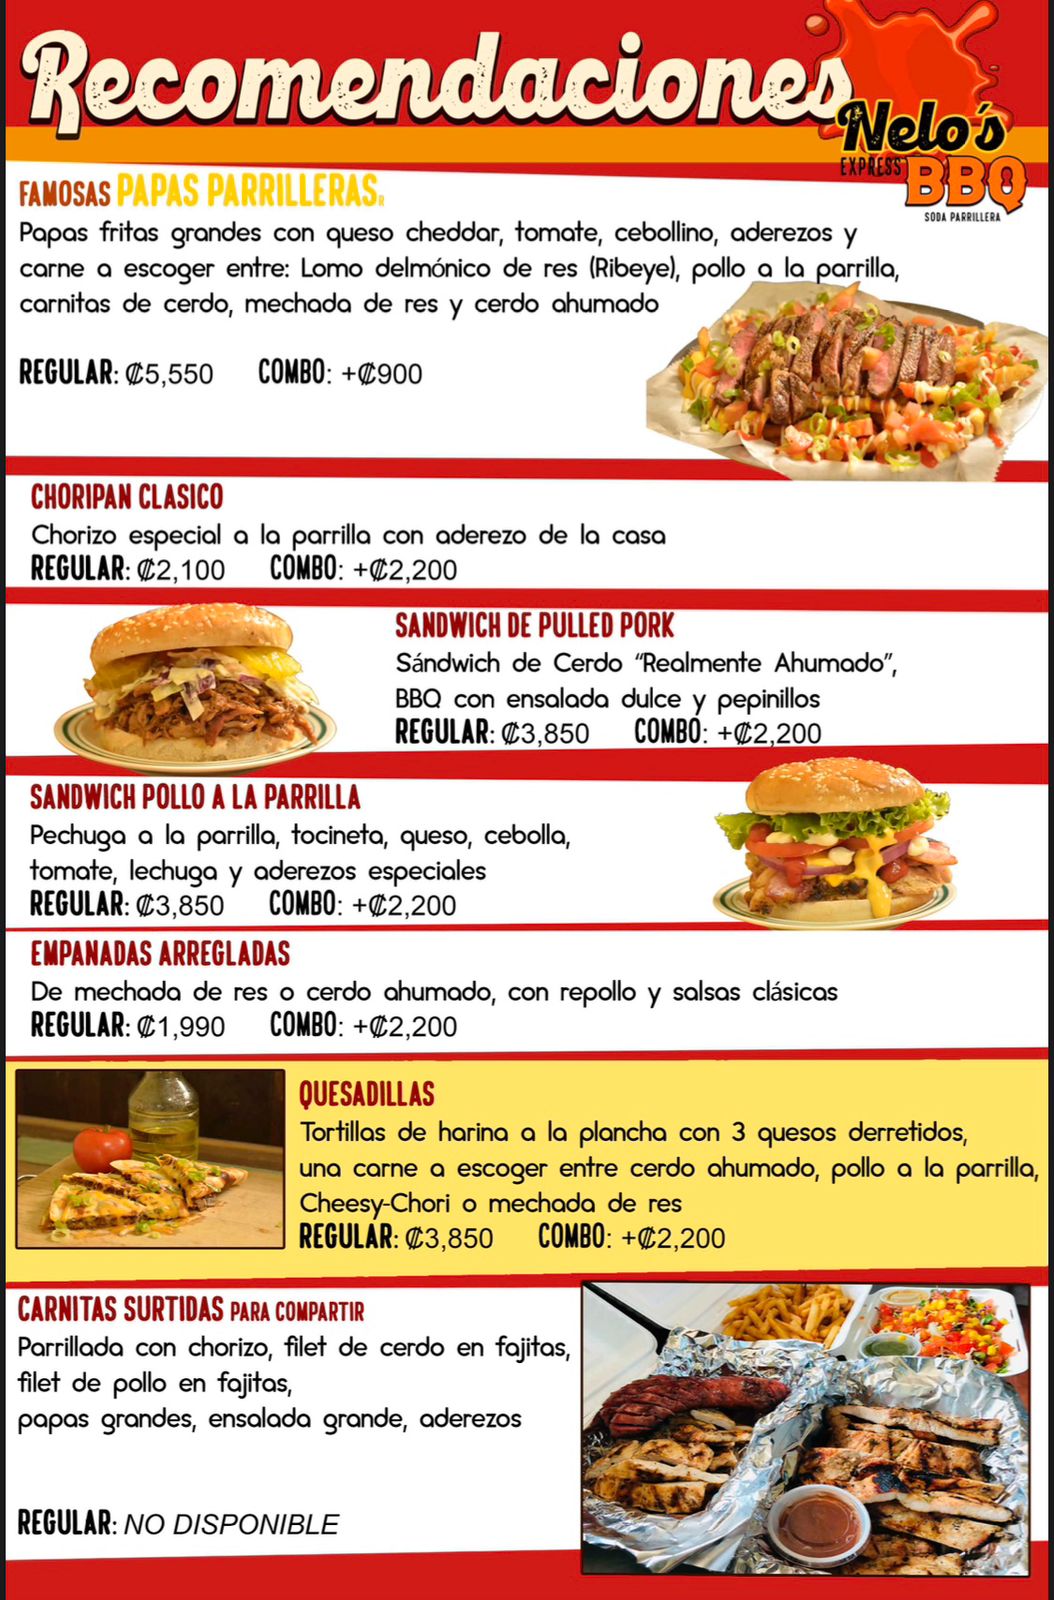 Recomendaciones
Nelo's
EXPRESS BBQ
SODA PARRILLERA
FAMOSAS PAPAS PARRILLERAS®
Papas fritas grandes con queso cheddar, tomate, cebollino, aderezos y
carne a escoger entre: Lomo delmónico de res (Ribeye), pollo a la parrilla,
carnitas de cerdo, mechada de res y cerdo ahumado
REGULAR: ₡5,550 COMBO: +₡900
CHORIPAN CLASICO
Chorizo especial a la parrilla con aderezo de la casa
REGULAR: ₡2,100 COMBO: +₡2,200
SANDWICH DE PULLED PORK
Sándwich de Cerdo “Realmente Ahumado”,
BBQ con ensalada dulce y pepinillos
REGULAR: ₡3,850 COMBO: +₡2,200
SANDWICH POLLO A LA PARRILLA
Pechuga a la parrilla, tocineta, queso, cebolla,
tomate, lechuga y aderezos especiales
REGULAR: ₡3,850 COMBO: +₡2,200
EMPANADAS ARREGLADAS
De mechada de res o cerdo ahumado, con repollo y salsas clásicas
REGULAR: ₡1,990 COMBO: +₡2,200
QUESADILLAS
Tortillas de harina a la plancha con 3 quesos derretidos,
una carne a escoger entre cerdo ahumado, pollo a la parrilla,
Cheesy-Chori o mechada de res
REGULAR: ₡3,850 COMBO: +₡2,200
CARNITAS SURTIDAS PARA COMPARTIR
Parrillada con chorizo, filet de cerdo en fajitas,
filet de pollo en fajitas,
papas grandes, ensalada grande, aderezos
REGULAR: NO DISPONIBLE